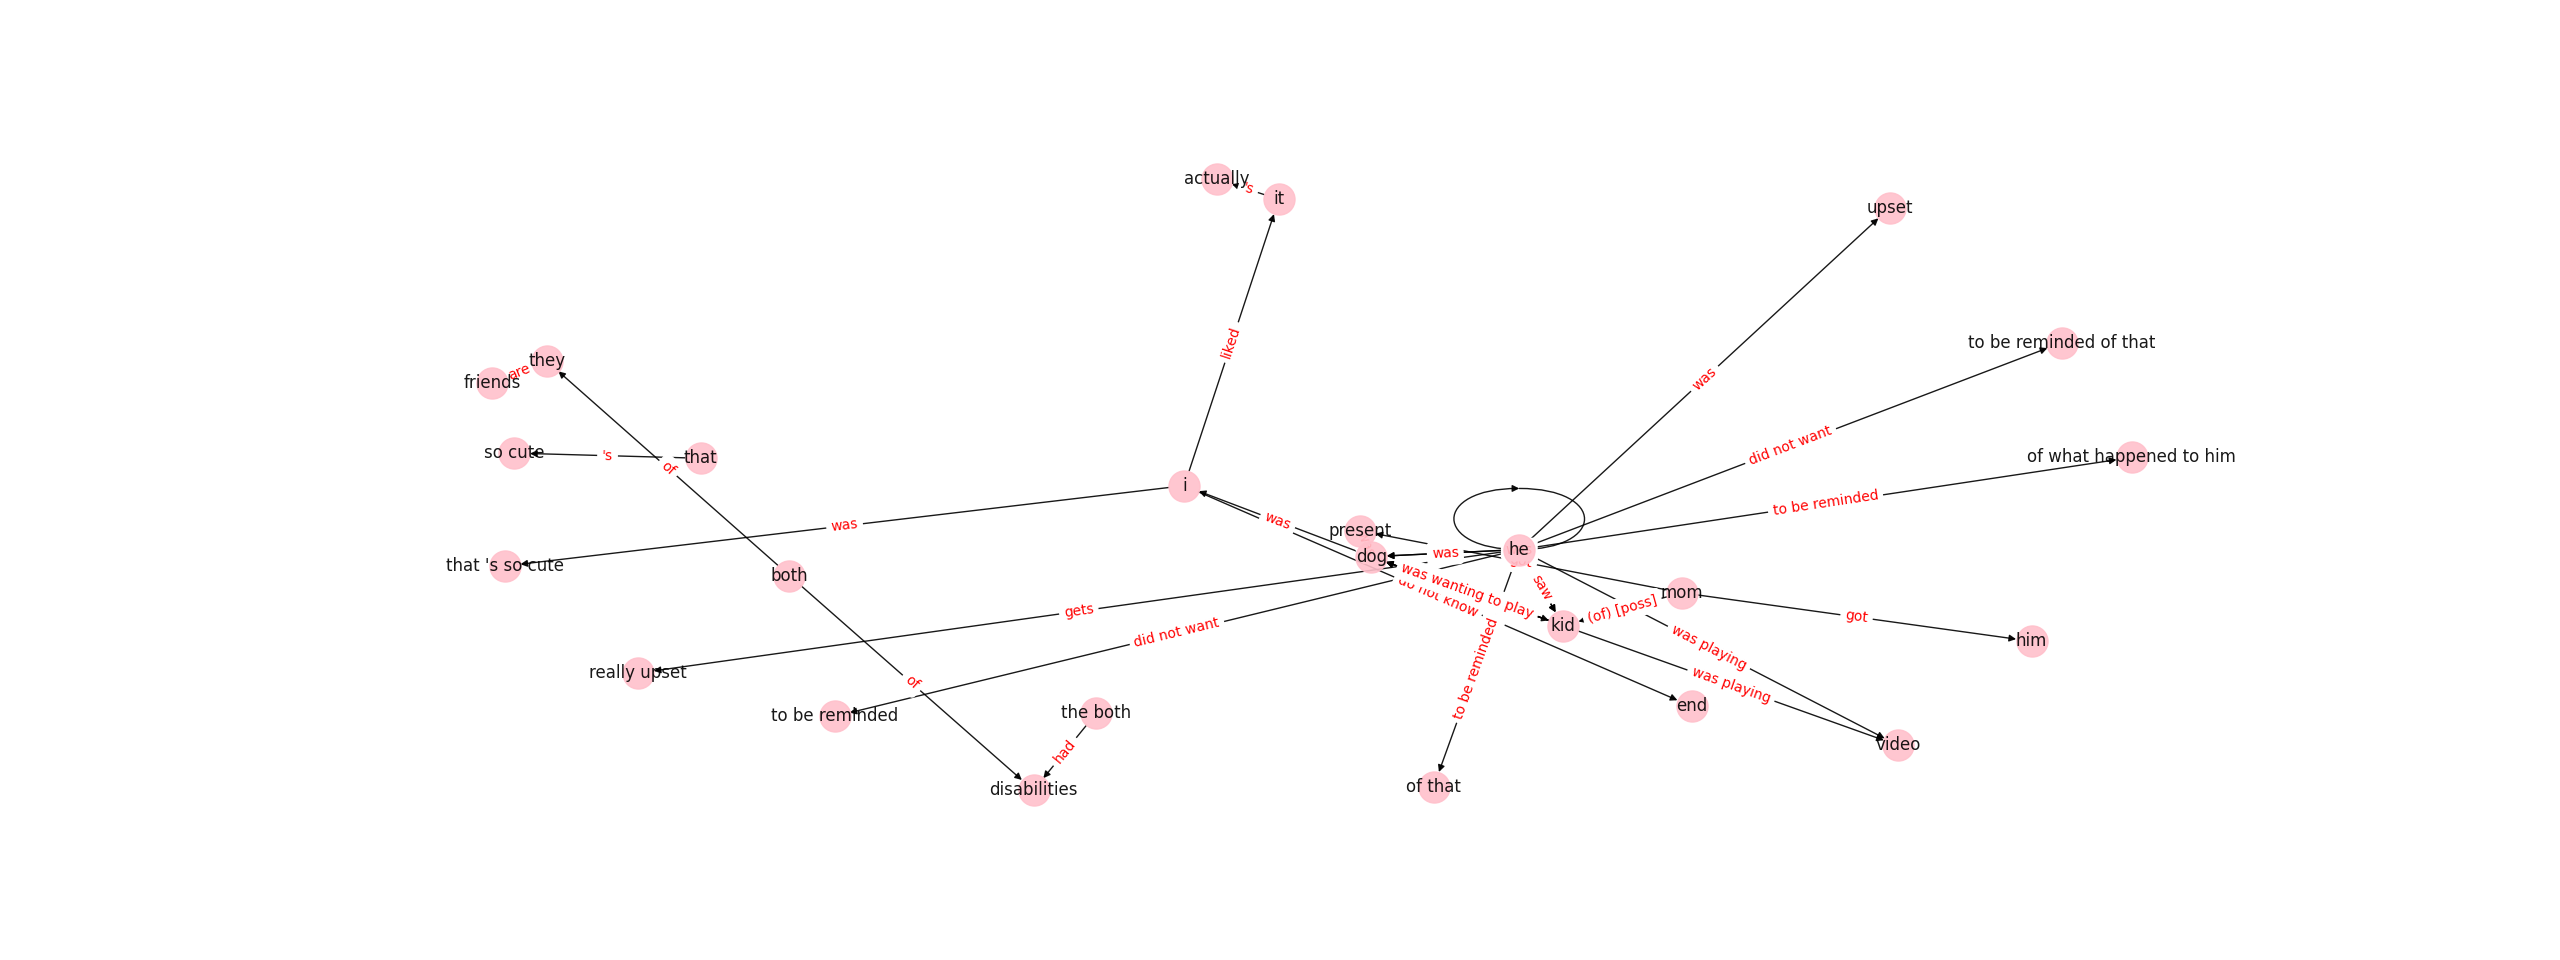 actually
's
it
upset
liked
to be reminded of that
they
are
friends
was
did not want
so cute
's
that
of
of what happened to him
to be reminded
i
was
was
present
he
was
dog
that 's so cute
both
saw
was wanting to play
do not know
mom
(of) [poss]
kid
gets
got
did not want
was playing
him
to be reminded
really upset
of
was playing
to be reminded
the both
end
had
video
disabilities
of that